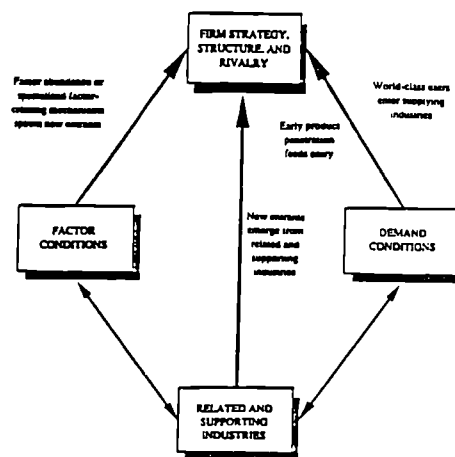 FIRM STRATEGY,
STRUCTURE, AND
RIVALRY
Factor abundance or
specialized factor-
creating mechanisms
spawn new entrants
World-class users
enter supplying
industries
Early product
penetration
feeds entry
FACTOR
CONDITIONS
New entrants
emerge from
related and
supporting
industries
DEMAND
CONDITIONS
RELATED AND
SUPPORTING
INDUSTRIES